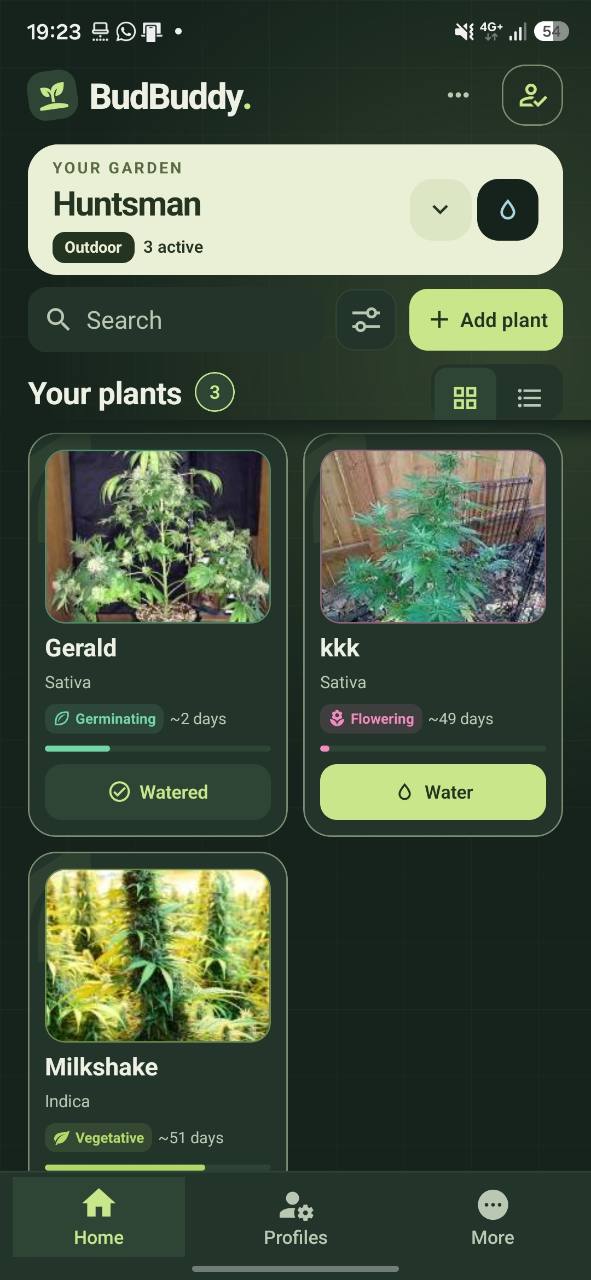 19:23
4G+
54
BudBuddy.
YOUR GARDEN
Huntsman
Outdoor 3 active
Search
Add plant
Your plants 3
Gerald
Sativa
Germinating ~2 days
Watered
kkk
Sativa
Flowering ~49 days
Water
Milkshake
Indica
Vegetative ~51 days
Home
Profiles
More